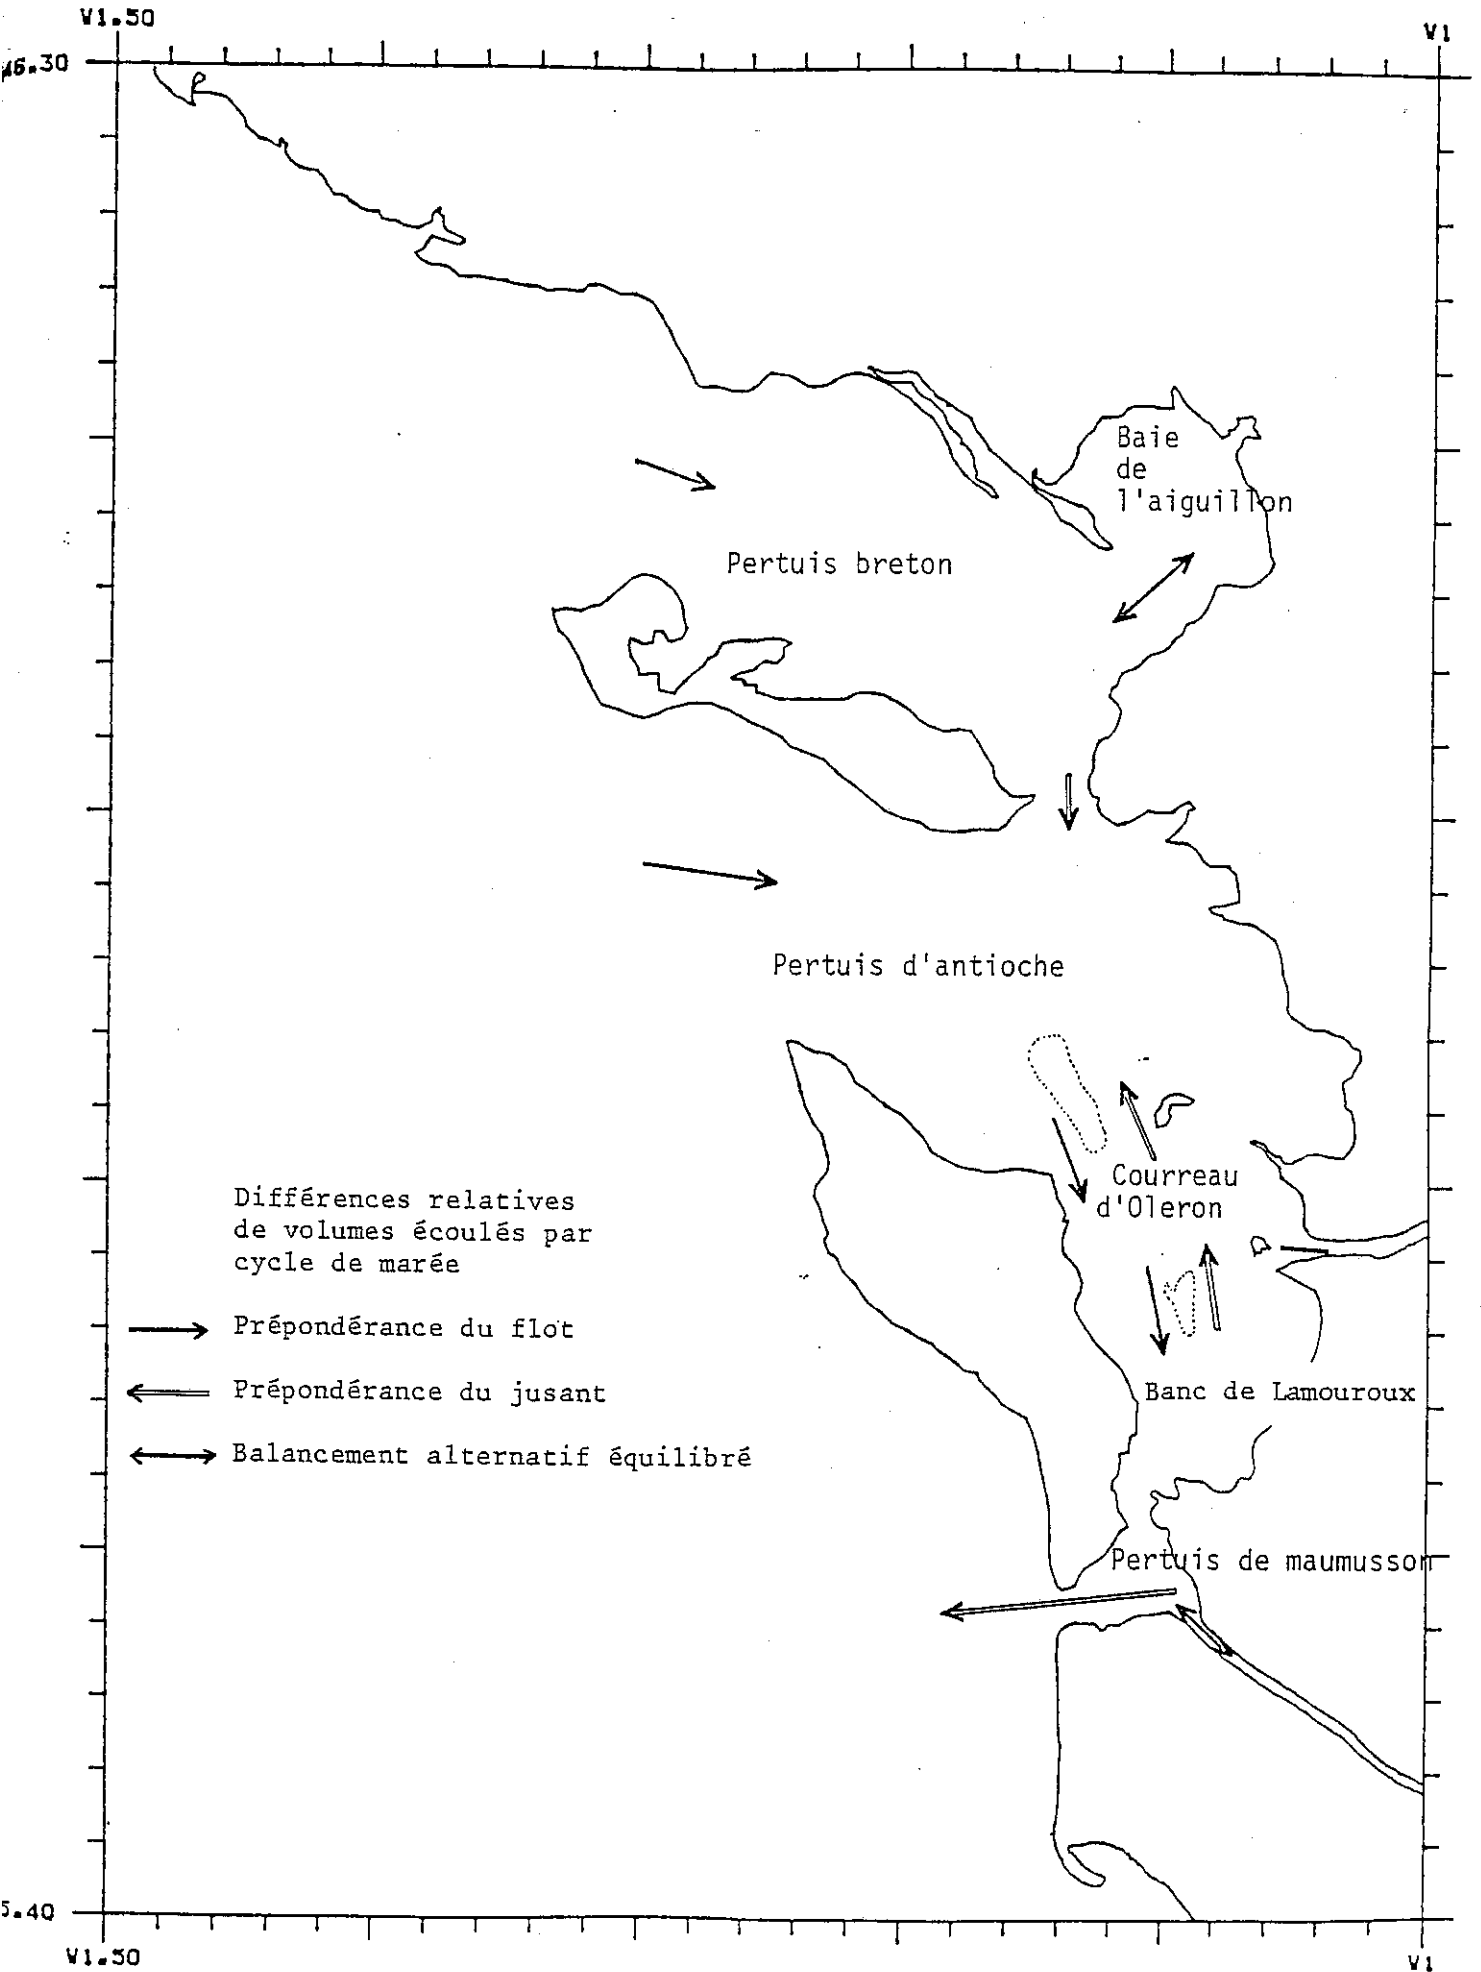 V1.50
V1
46.30
Baie
de
l'aiguillon
Pertuis breton
Pertuis d'antioche
Courreau
d'Oleron
Différences relatives
de volumes écoulés par
cycle de marée
Prépondérance du flot
Prépondérance du jusant
Balancement alternatif équilibré
Banc de Lamouroux
Pertuis de maumusson
5.40
V1.50
V1